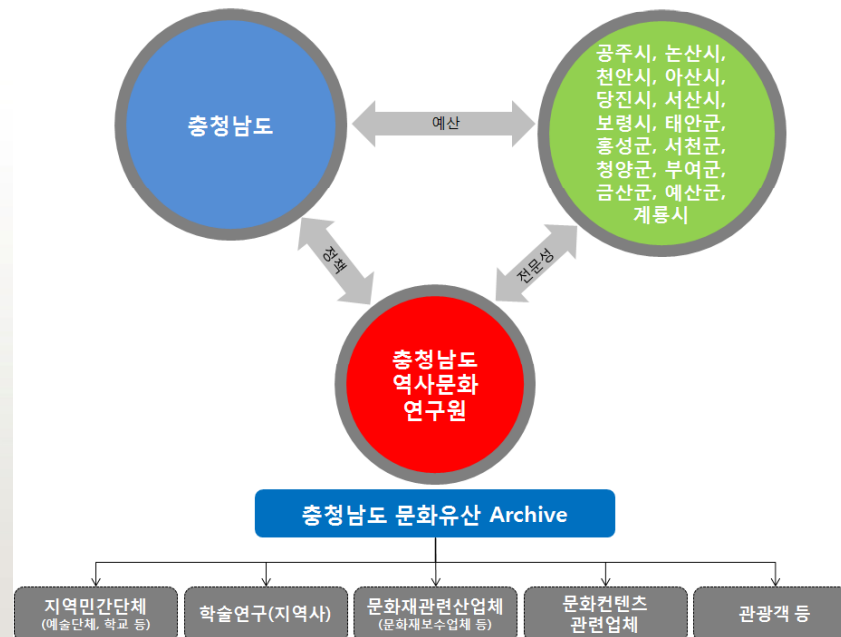 충청남도
예산
공주시, 논산시,
천안시, 아산시,
당진시, 서산시,
보령시, 태안군,
홍성군, 서천군,
청양군, 부여군,
금산군, 예산군,
계룡시
정책
전문성
충청남도
역사문화
연구원
충청남도 문화유산 Archive
지역민간단체
(예술단체, 학교 등)
학술연구(지역사)
문화재관련산업체
(문화재보수업체 등)
문화컨텐츠
관련업체
관광객 등